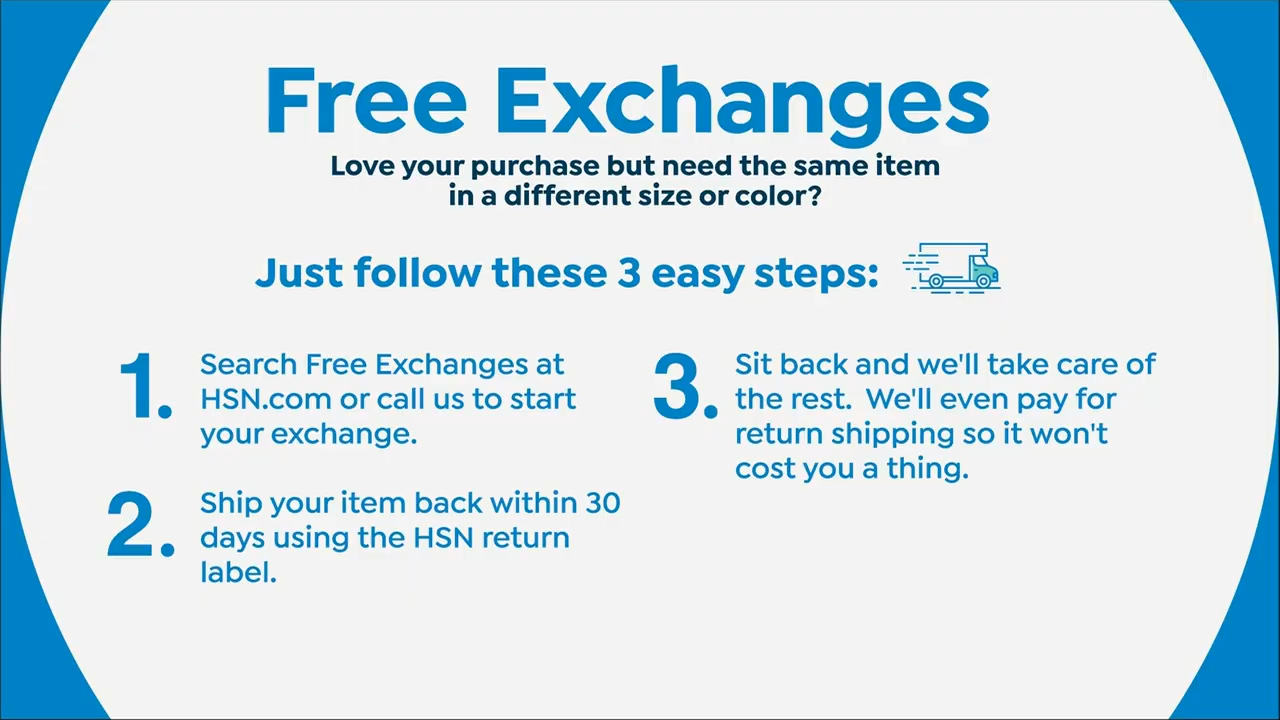 Free Exchanges
Love your purchase but need the same item
in a different size or color?
Just follow these 3 easy steps:
1. Search Free Exchanges at
HSN.com or call us to start
your exchange.
2. Ship your item back within 30
days using the HSN return
label.
3. Sit back and we'll take care of
the rest.  We'll even pay for
return shipping so it won't
cost you a thing.